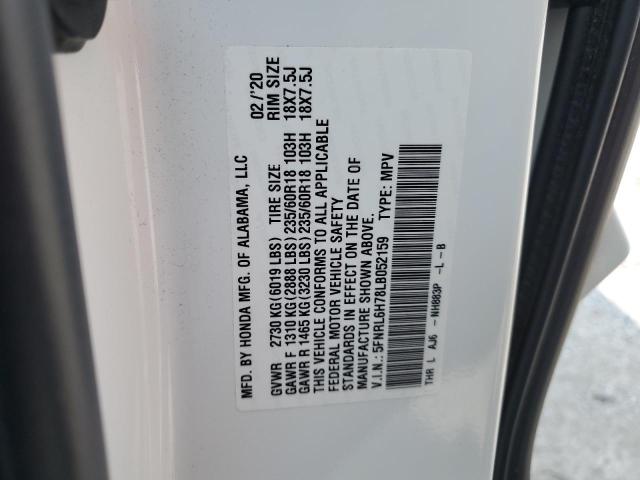 MFD. BY HONDA MFG. OF ALABAMA, LLC 02/'20
GVWR 2730 KG (6019 LBS) TIRE SIZE RIM SIZE
GAWR F 1310 KG (2888 LBS) 235/60R18 103H 18X7.5J
GAWR R 1465 KG (3230 LBS) 235/60R18 103H 18X7.5J
THIS VEHICLE CONFORMS TO ALL APPLICABLE
FEDERAL MOTOR VEHICLE SAFETY
STANDARDS IN EFFECT ON THE DATE OF
MANUFACTURE SHOWN ABOVE.
V.I.N.: 5FNRL6H78LB052159 TYPE: MPV
THR L AJ6 - NH883P -L-B